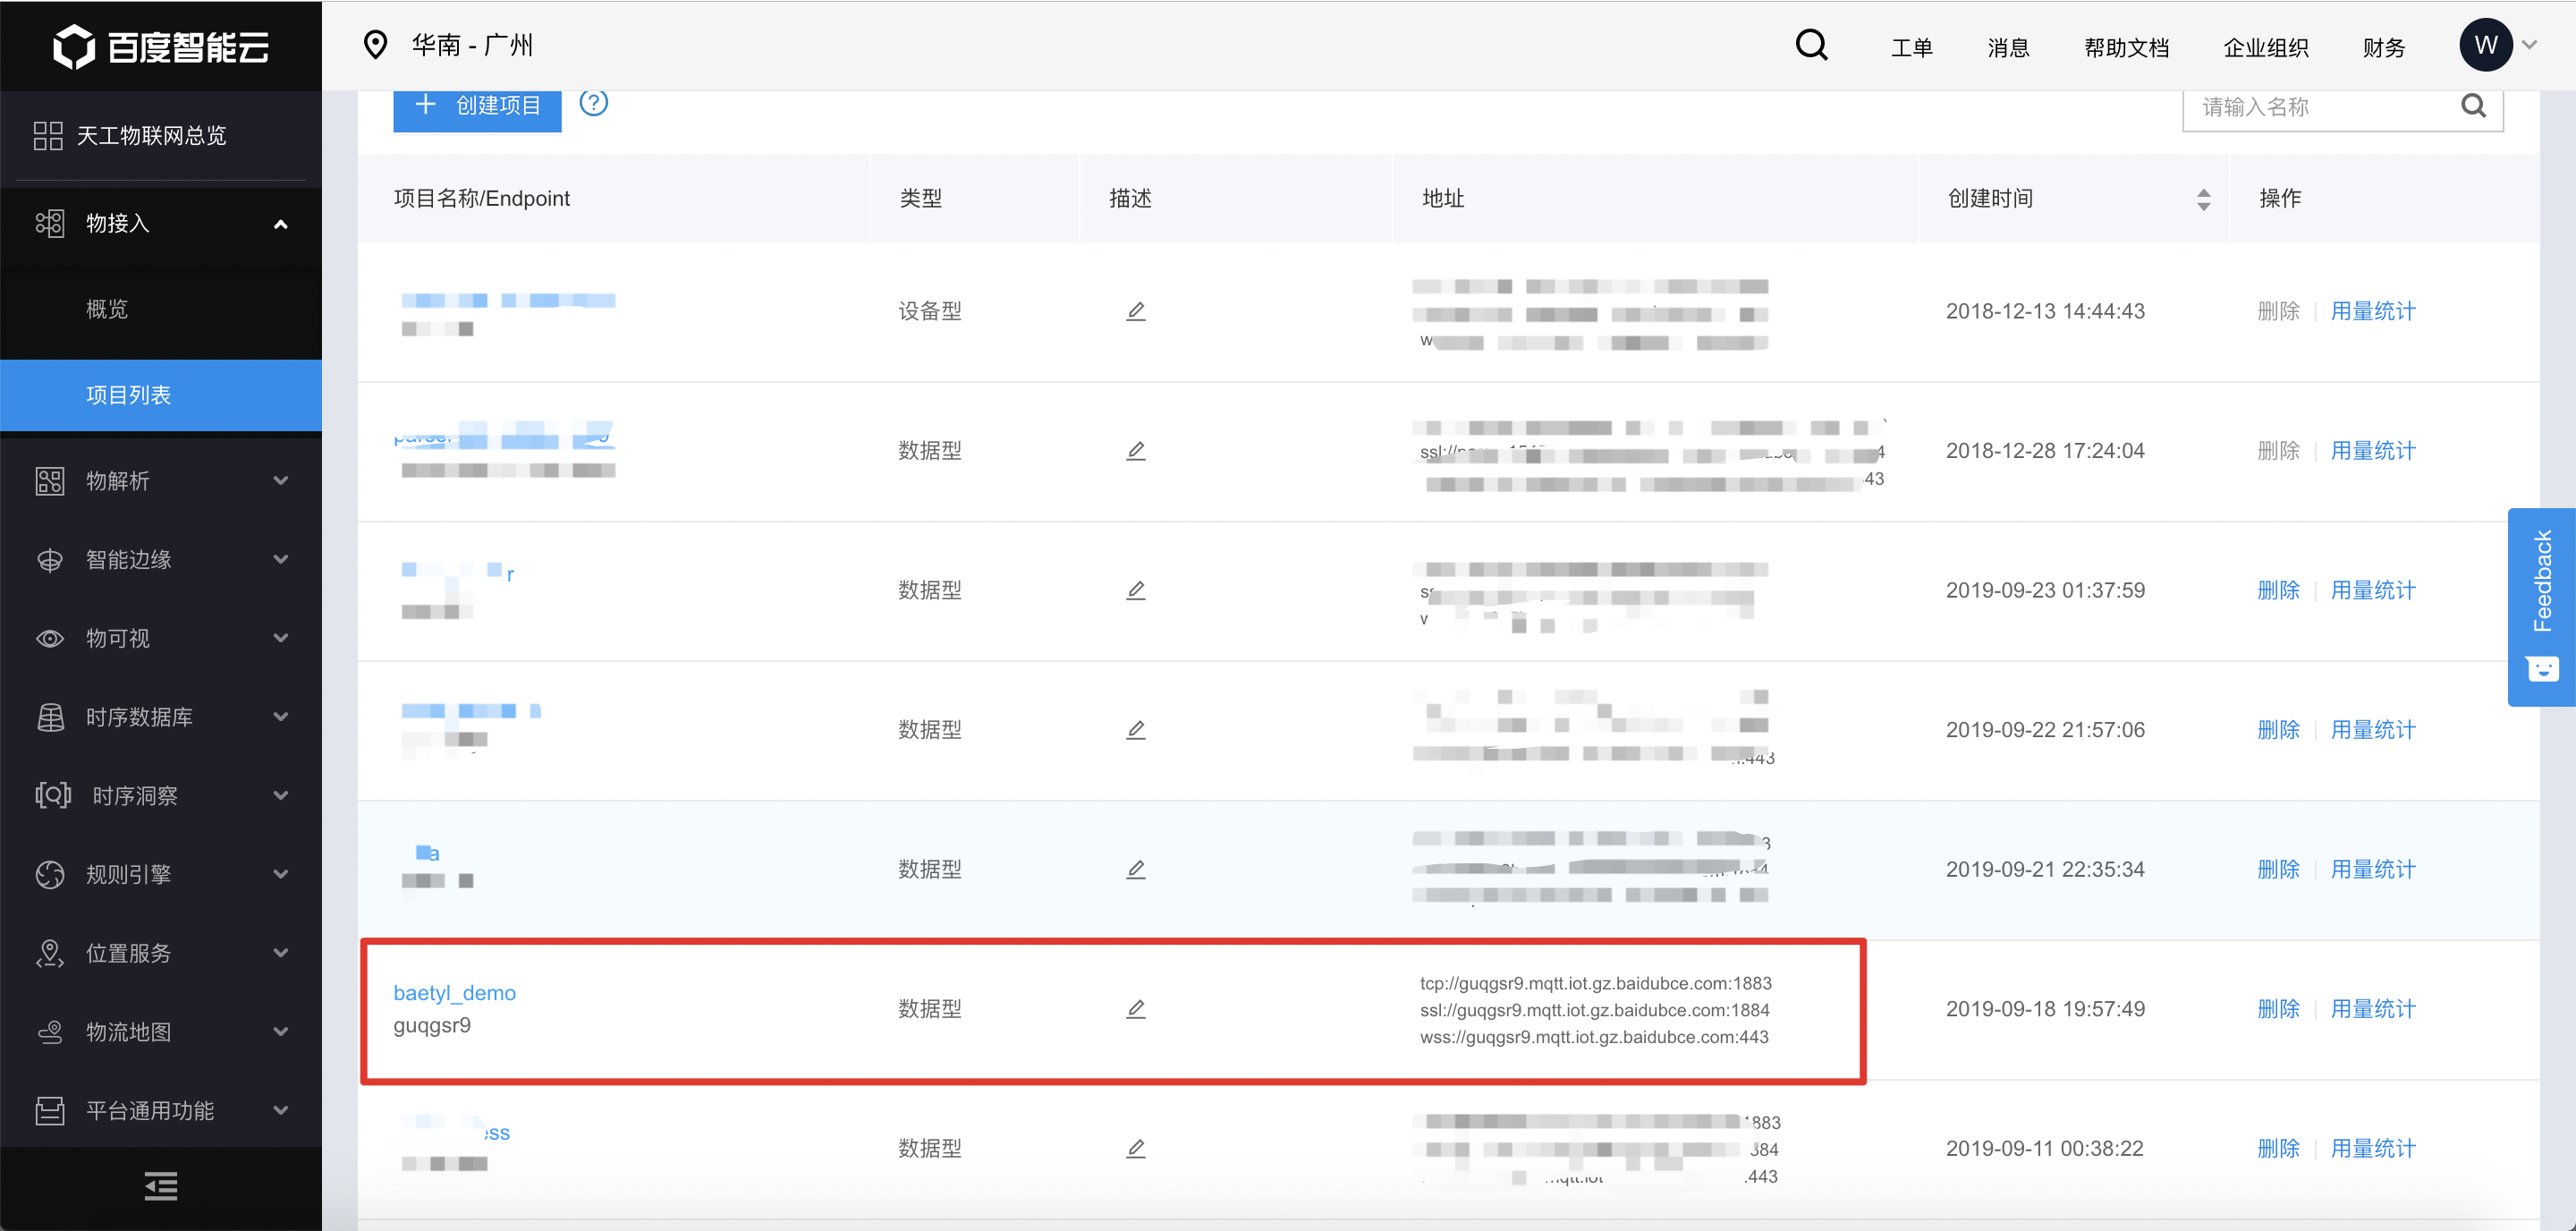 百度智能云
华南 - 广州
工单
消息
帮助文档
企业组织
财务
W
天工物联网总览
物接入
概览
项目列表
物解析
智能边缘
物可视
时序数据库
时序洞察
规则引擎
位置服务
物流地图
平台通用功能
创建项目
?
请输入名称
项目名称/Endpoint
类型
描述
地址
创建时间
操作
设备型
2018-12-13 14:44:43
删除
用量统计
数据型
2018-12-28 17:24:04
删除
用量统计
数据型
2019-09-23 01:37:59
删除
用量统计
数据型
2019-09-22 21:57:06
删除
用量统计
数据型
2019-09-21 22:35:34
删除
用量统计
baetyl_demo
guqgsr9
数据型
tcp://guqgsr9.mqtt.iot.gz.baidubce.com:1883
ssl://guqgsr9.mqtt.iot.gz.baidubce.com:1884
wss://guqgsr9.mqtt.iot.gz.baidubce.com:443
2019-09-18 19:57:49
删除
用量统计
数据型
2019-09-11 00:38:22
删除
用量统计
Feedback